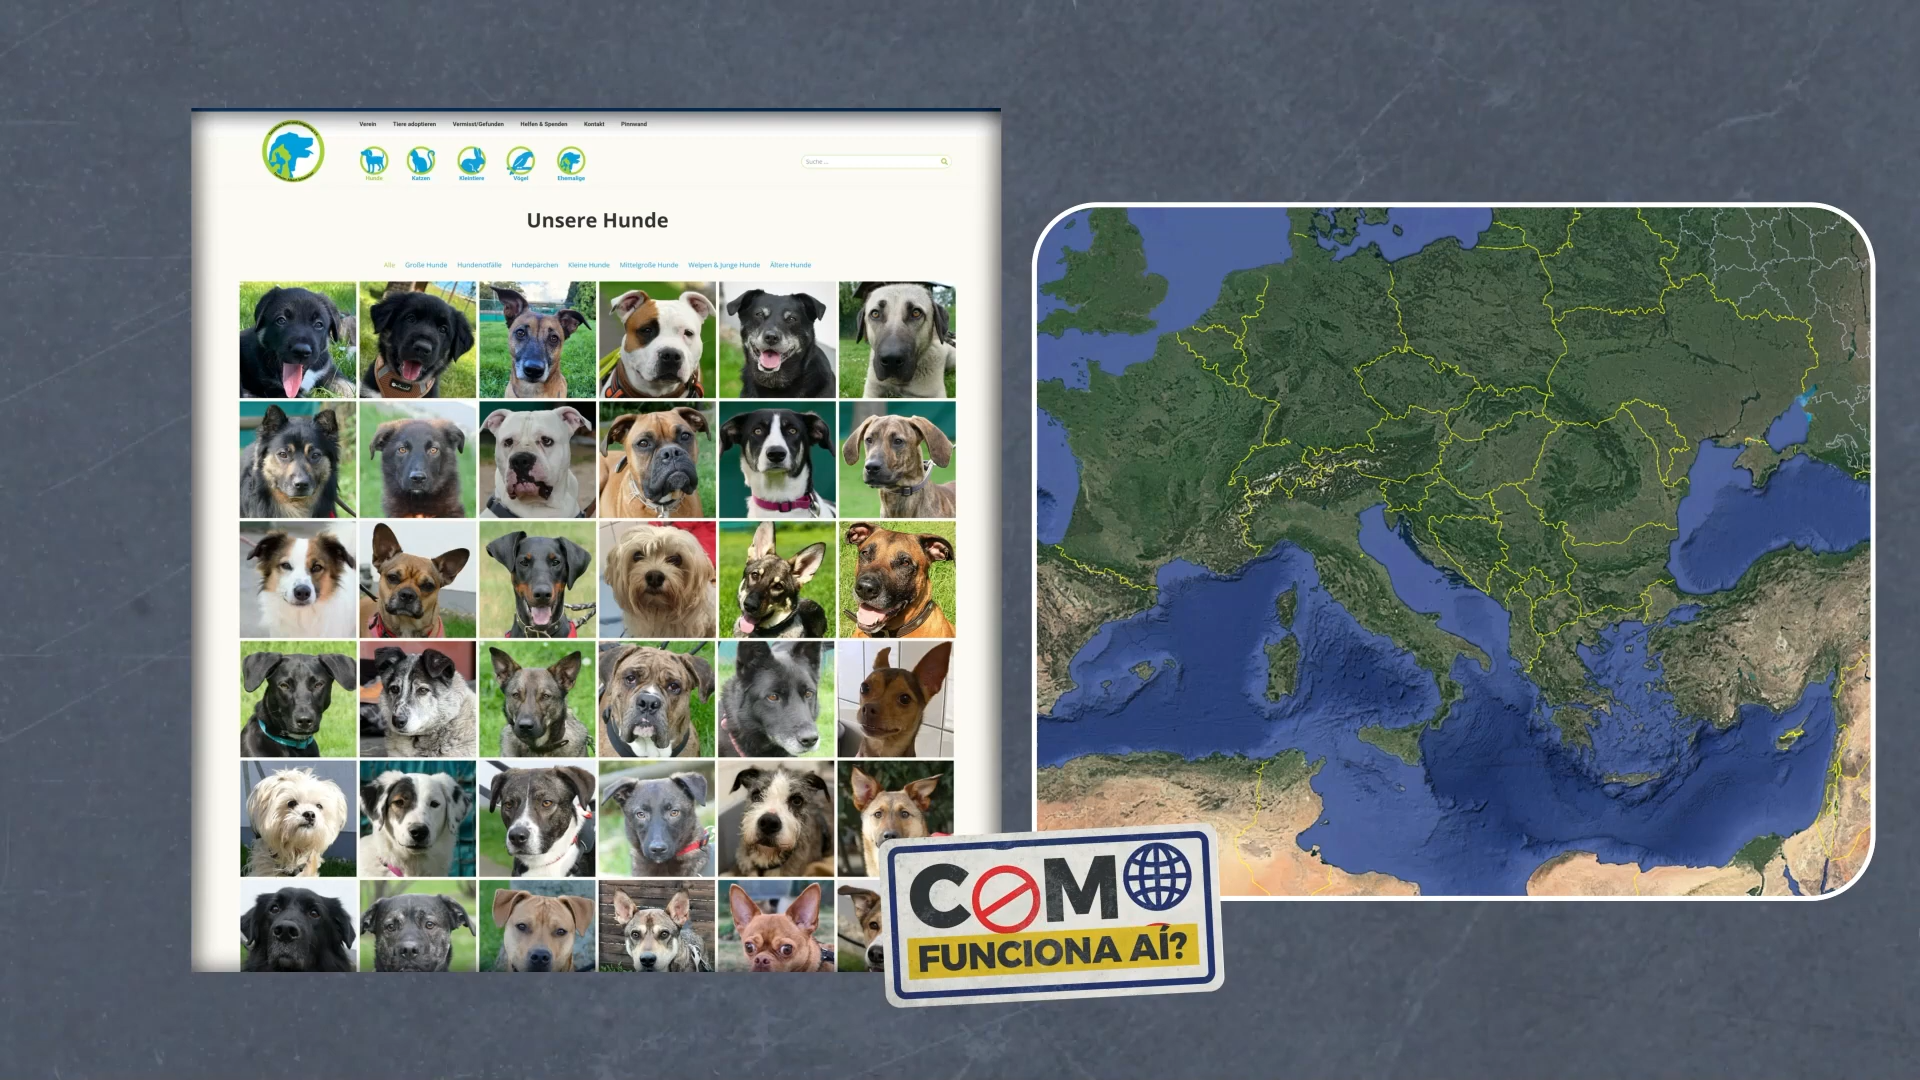 Verein Tiere adoptieren Vermisst/Gefunden Helfen & Spenden Kontakt Pinnwand
Hunde Katzen Kleintiere Vögel Ehemalige
Suche ...
Unsere Hunde
Alle Große Hunde Hundenotfälle Hundepärchen Kleine Hunde Mittelgroße Hunde Welpen & Junge Hunde Ältere Hunde
COMO
FUNCIONA AÍ?